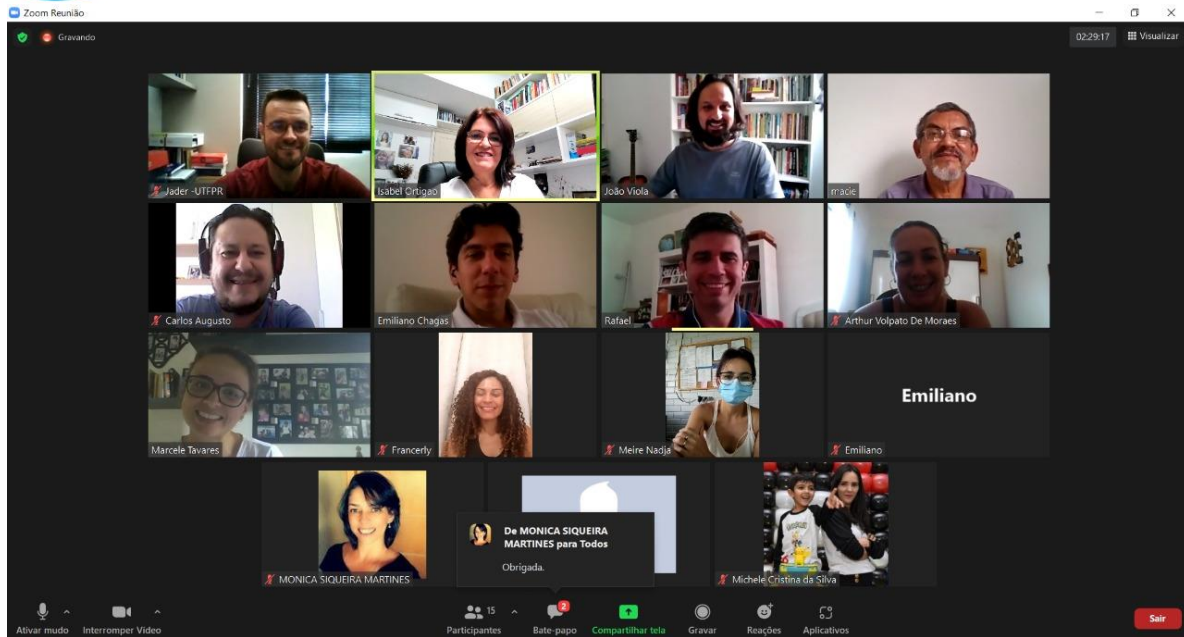 Zoom Reunião
Gravando
02:29:17
Visualizar
Jader -UTFPR
Isabel Ortigao
João Viola
macie
Carlos Augusto
Emiliano Chagas
Rafael
Arthur Volpato De Moraes
Marcele Tavares
Francerly
Meire Nadja
Emiliano
Emiliano
De MONICA SIQUEIRA
MARTINES para Todos
Obrigada.
MONICA SIQUEIRA MARTINES
Michele Cristina da Silva
Ativar mudo
Interromper Vídeo
15
Participantes
2
Bate-papo
Compartilhar tela
Gravar
Reações
Aplicativos
Sair